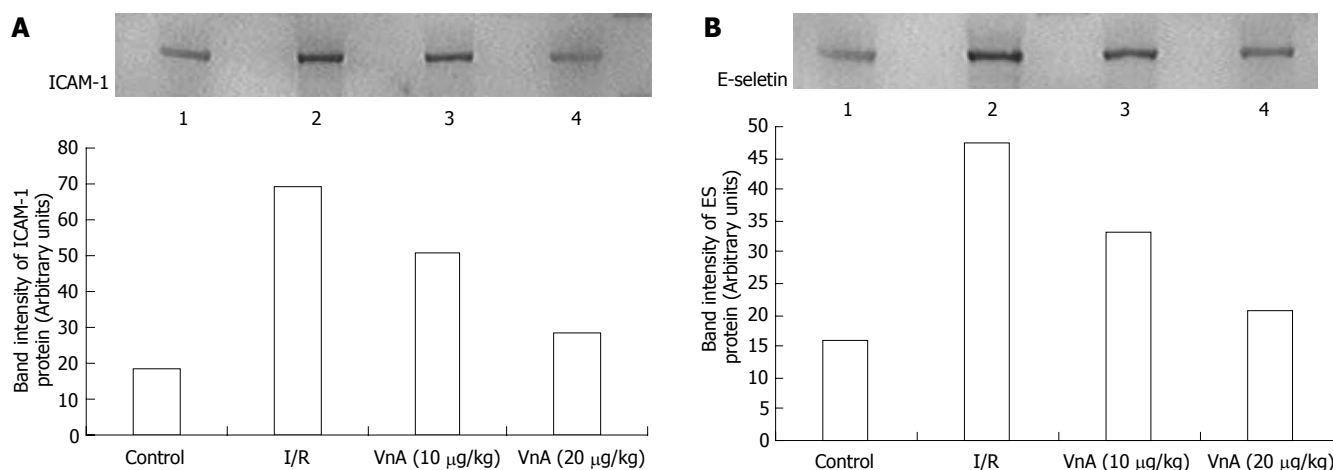 A
ICAM-1
1 2 3 4
Band intensity of ICAM-1
protein (Arbitrary units)
80
70
60
50
40
30
20
10
0
Control I/R VnA (10 μg/kg) VnA (20 μg/kg)
B
E-seletin
1 2 3 4
Band intensity of ES
protein (Arbitrary units)
50
45
40
35
30
25
20
15
10
5
0
Control I/R VnA (10 μg/kg) VnA (20 μg/kg)